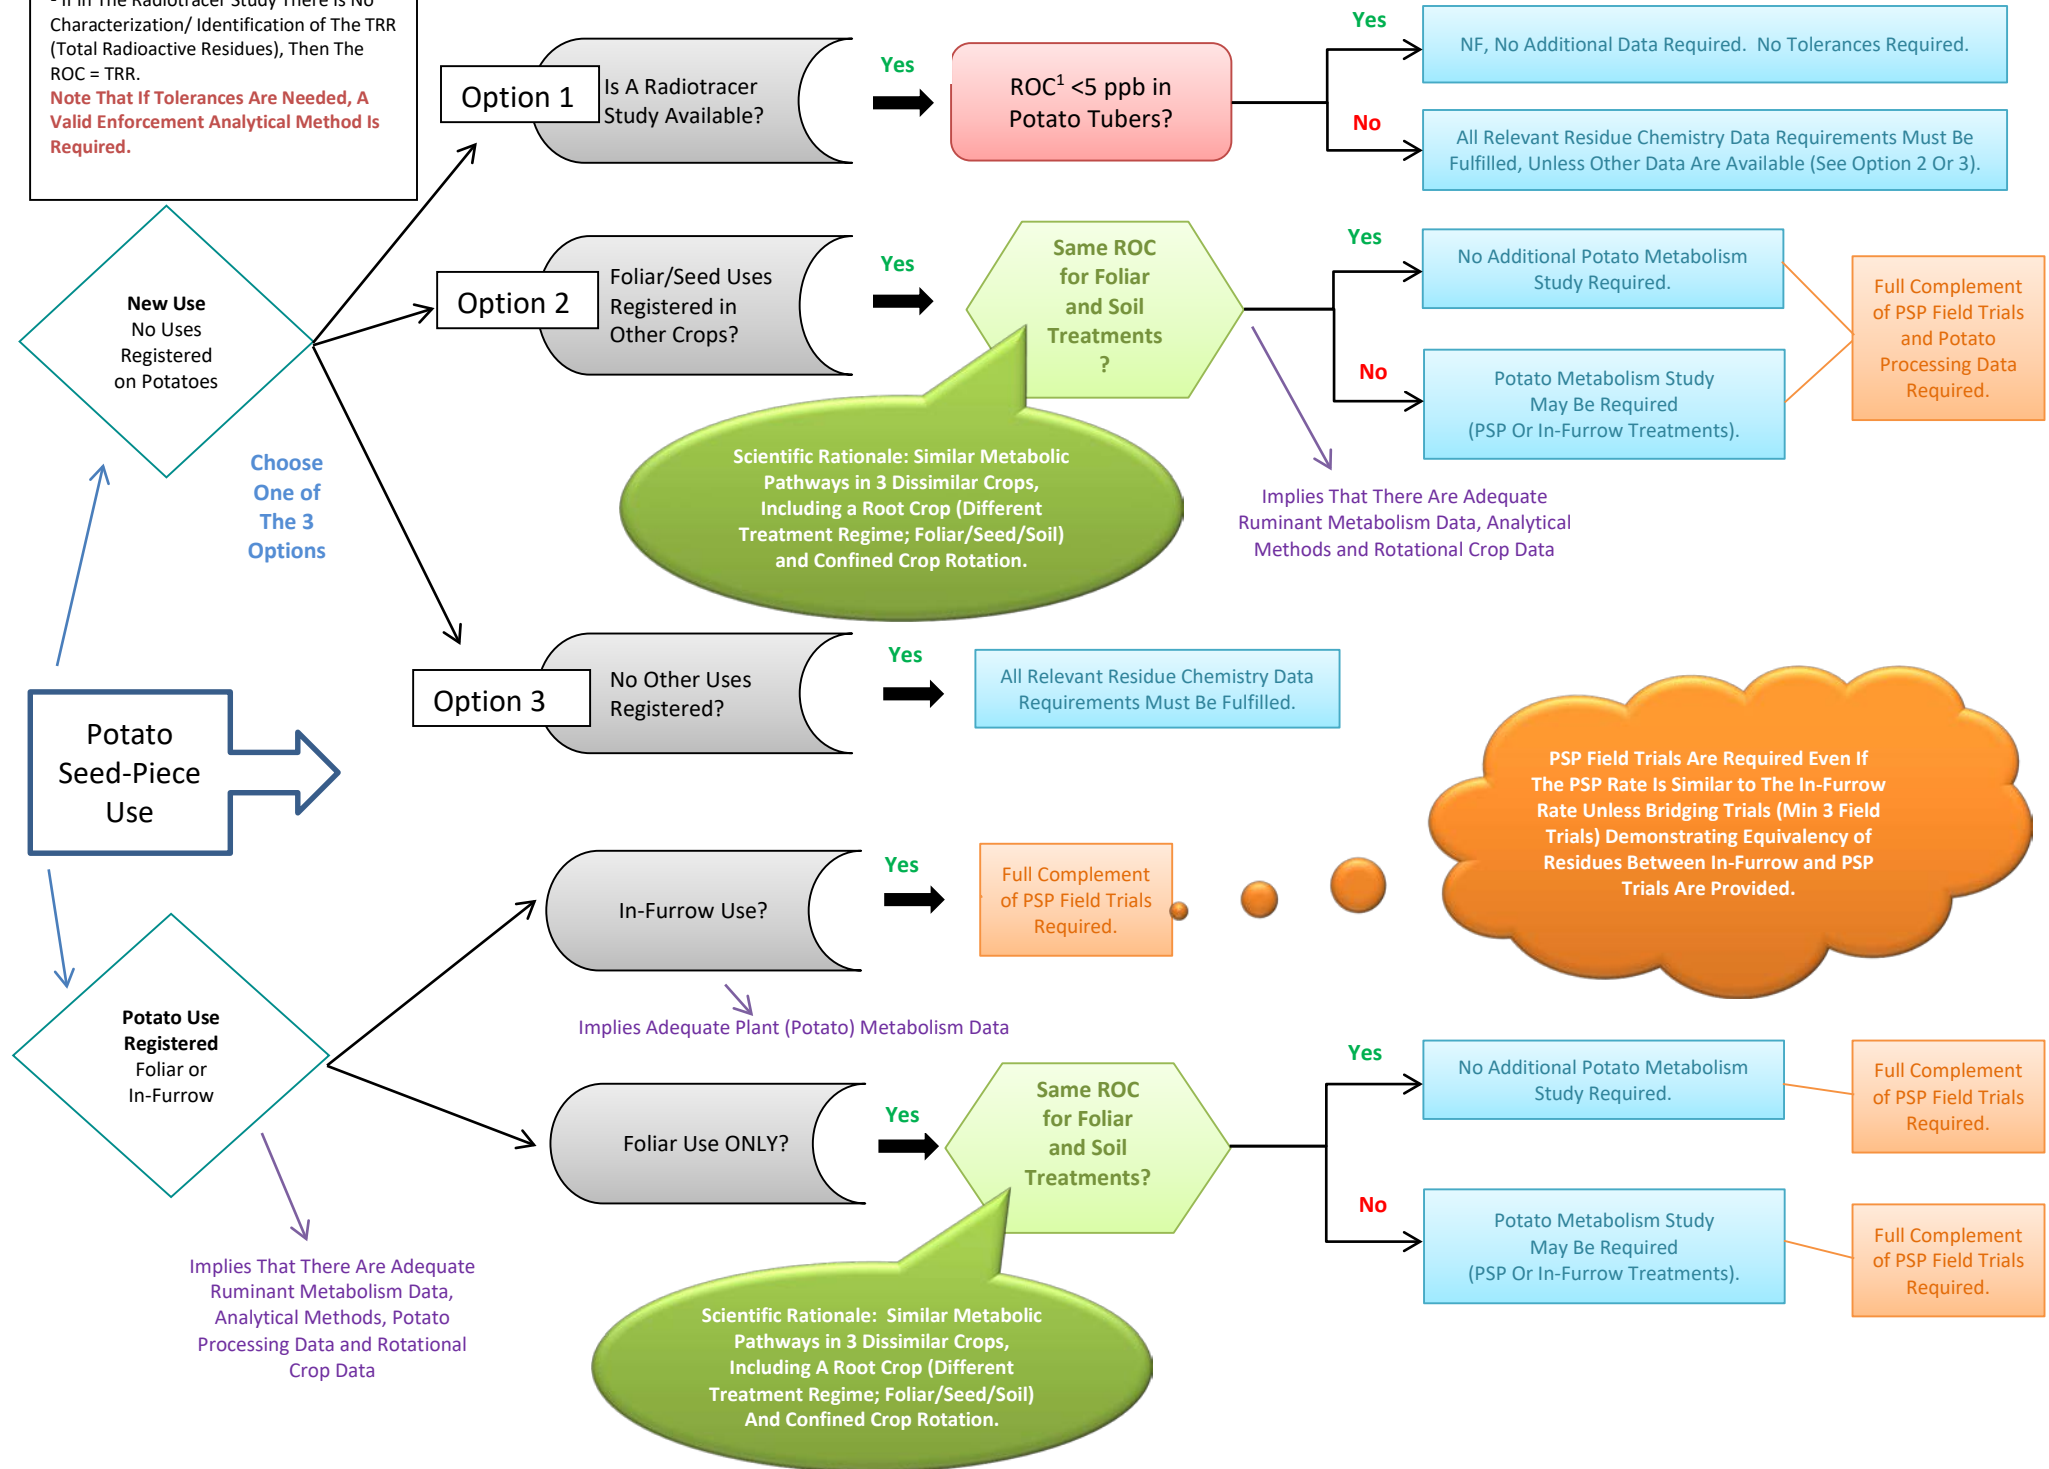 - If in The Radiotracer Study There Is No
Characterization/ Identification of The TRR
(Total Radioactive Residues), Then The
ROC = TRR.
Note That If Tolerances Are Needed, A
Valid Enforcement Analytical Method Is
Required.
Option 1
Is A Radiotracer
Study Available?
Yes
ROC1 <5 ppb in
Potato Tubers?
Yes
NF, No Additional Data Required.  No Tolerances Required.
No
All Relevant Residue Chemistry Data Requirements Must Be
Fulfilled, Unless Other Data Are Available (See Option 2 Or 3).
New Use
No Uses
Registered
on Potatoes
Choose
One of
The 3
Options
Option 2
Foliar/Seed Uses
Registered in
Other Crops?
Yes
Same ROC
for Foliar
and Soil
Treatments
?
Yes
No Additional Potato Metabolism
Study Required.
No
Potato Metabolism Study
May Be Required
(PSP Or In-Furrow Treatments).
Full Complement
of PSP Field Trials
and Potato
Processing Data
Required.
Scientific Rationale: Similar Metabolic
Pathways in 3 Dissimilar Crops,
Including a Root Crop (Different
Treatment Regime; Foliar/Seed/Soil)
and Confined Crop Rotation.
Implies That There Are Adequate
Ruminant Metabolism Data, Analytical
Methods and Rotational Crop Data
Option 3
No Other Uses
Registered?
Yes
All Relevant Residue Chemistry Data
Requirements Must Be Fulfilled.
Potato
Seed-Piece
Use
PSP Field Trials Are Required Even If
The PSP Rate Is Similar to The In-Furrow
Rate Unless Bridging Trials (Min 3 Field
Trials) Demonstrating Equivalency of
Residues Between In-Furrow and PSP
Trials Are Provided.
In-Furrow Use?
Yes
Full Complement
of PSP Field Trials
Required.
Implies Adequate Plant (Potato) Metabolism Data
Potato Use
Registered
Foliar or
In-Furrow
Implies That There Are Adequate
Ruminant Metabolism Data,
Analytical Methods, Potato
Processing Data and Rotational
Crop Data
Foliar Use ONLY?
Yes
Same ROC
for Foliar
and Soil
Treatments?
Yes
No Additional Potato Metabolism
Study Required.
Full Complement
of PSP Field Trials
Required.
No
Potato Metabolism Study
May Be Required
(PSP Or In-Furrow Treatments).
Full Complement
of PSP Field Trials
Required.
Scientific Rationale:  Similar Metabolic
Pathways in 3 Dissimilar Crops,
Including A Root Crop (Different
Treatment Regime; Foliar/Seed/Soil)
And Confined Crop Rotation.